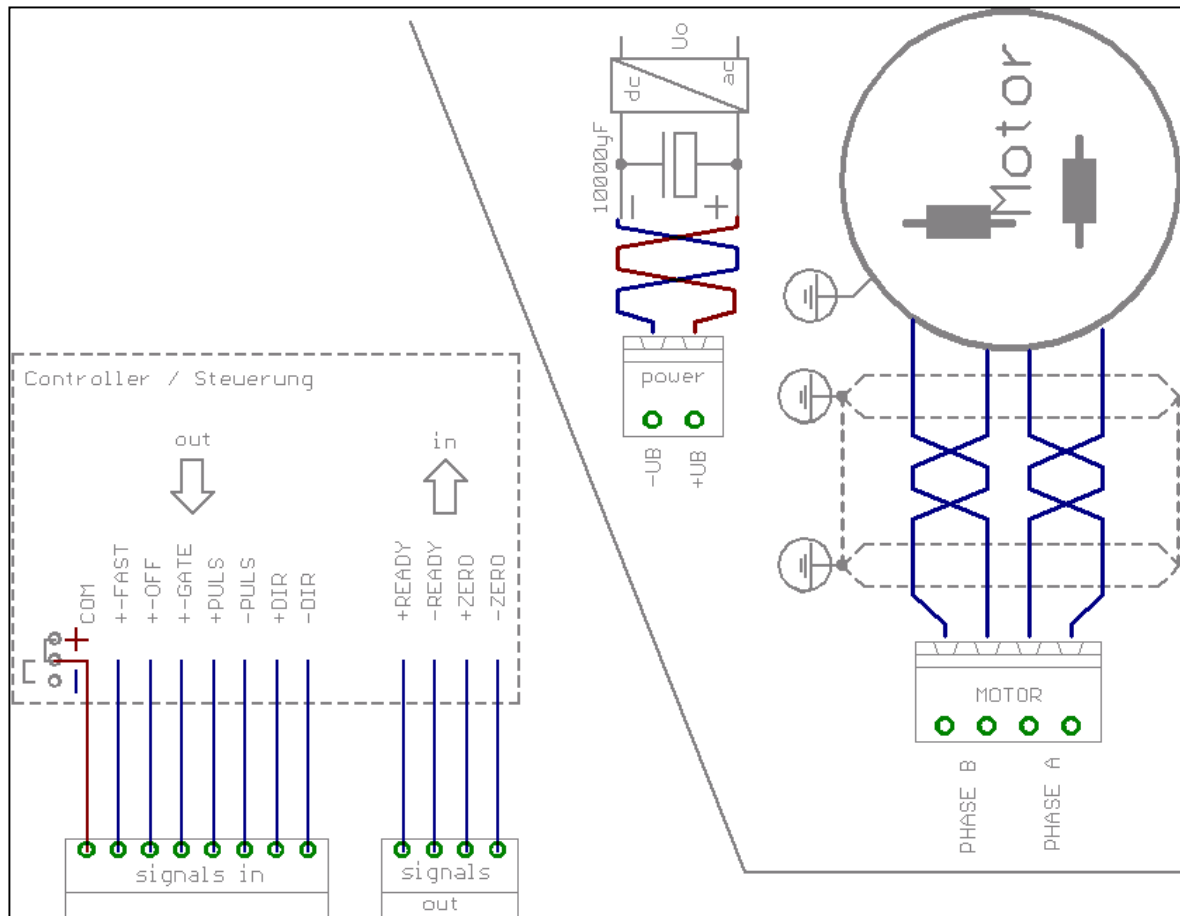 Uo
dc
ac
10000yF
-
+
Motor
power
-UB
+UB
Controller / Steuerung
out
in
COM
+-FAST
+-OFF
+-GATE
+PULS
-PULS
+DIR
-DIR
+READY
-READY
+ZERO
-ZERO
+
-
MOTOR
PHASE B
PHASE A
signals in
signals
out